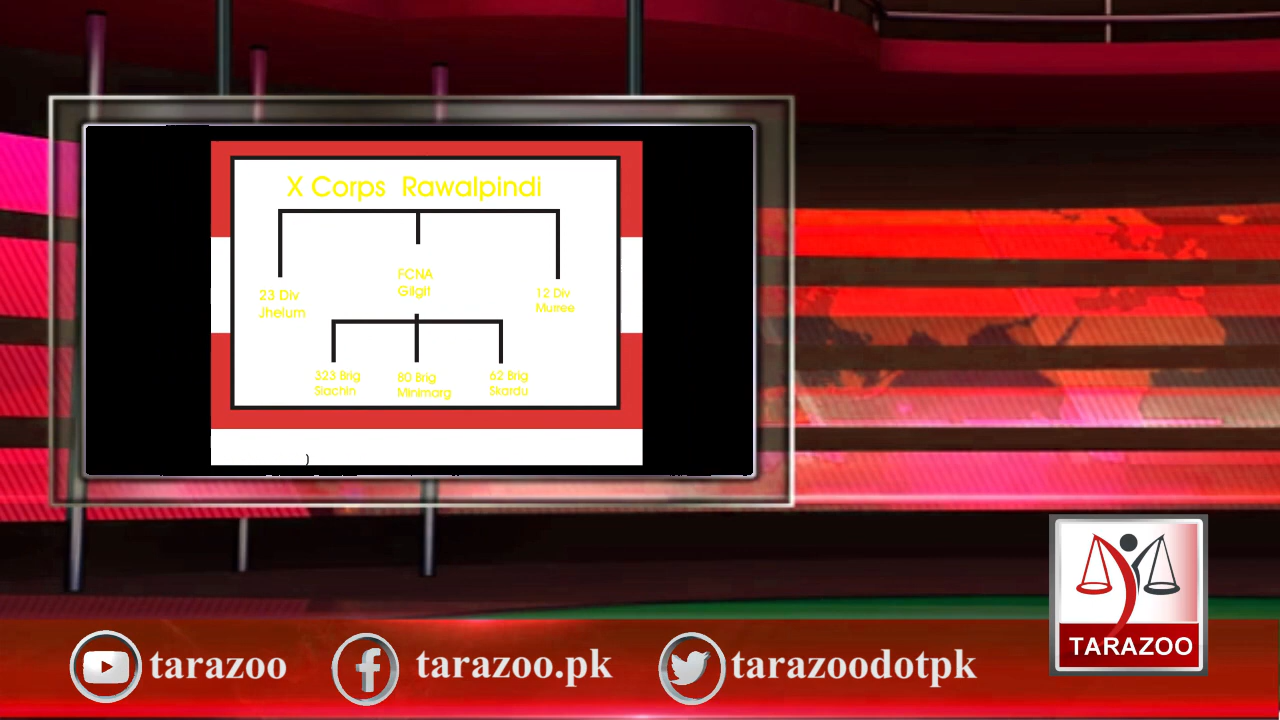 X Corps Rawalpindi
FCNA
Gilgit
23 Div
Jhelum
12 Div
Murree
323 Brig
Siachin
80 Brig
Minimarg
62 Brig
Skardu
)
TARAZOO
tarazoo
tarazoo.pk
tarazoodotpk